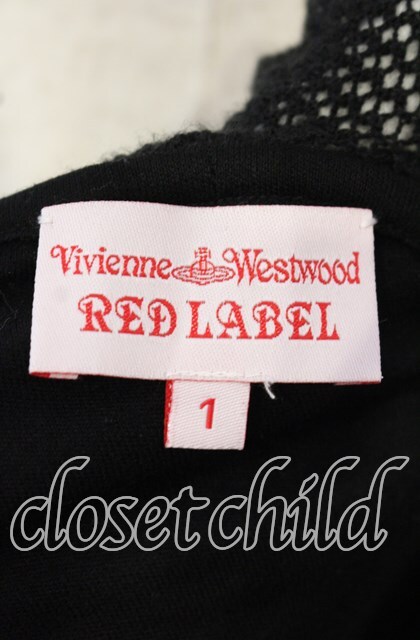 Vivienne Westwood
RED LABEL
1
closet child